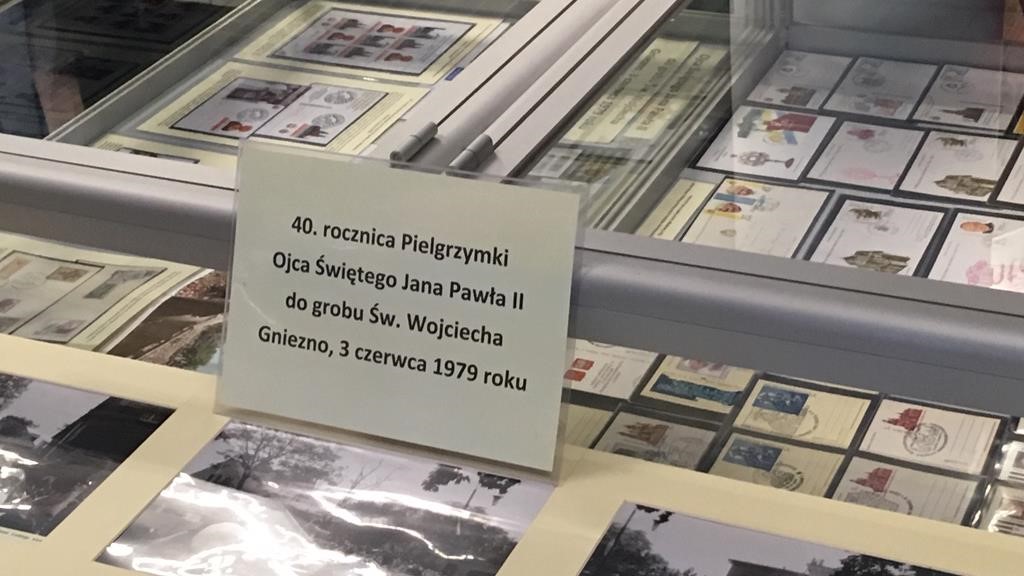 40. rocznica Pielgrzymki
Ojca Świętego Jana Pawła II
do grobu Św. Wojciecha
Gniezno, 3 czerwca 1979 roku